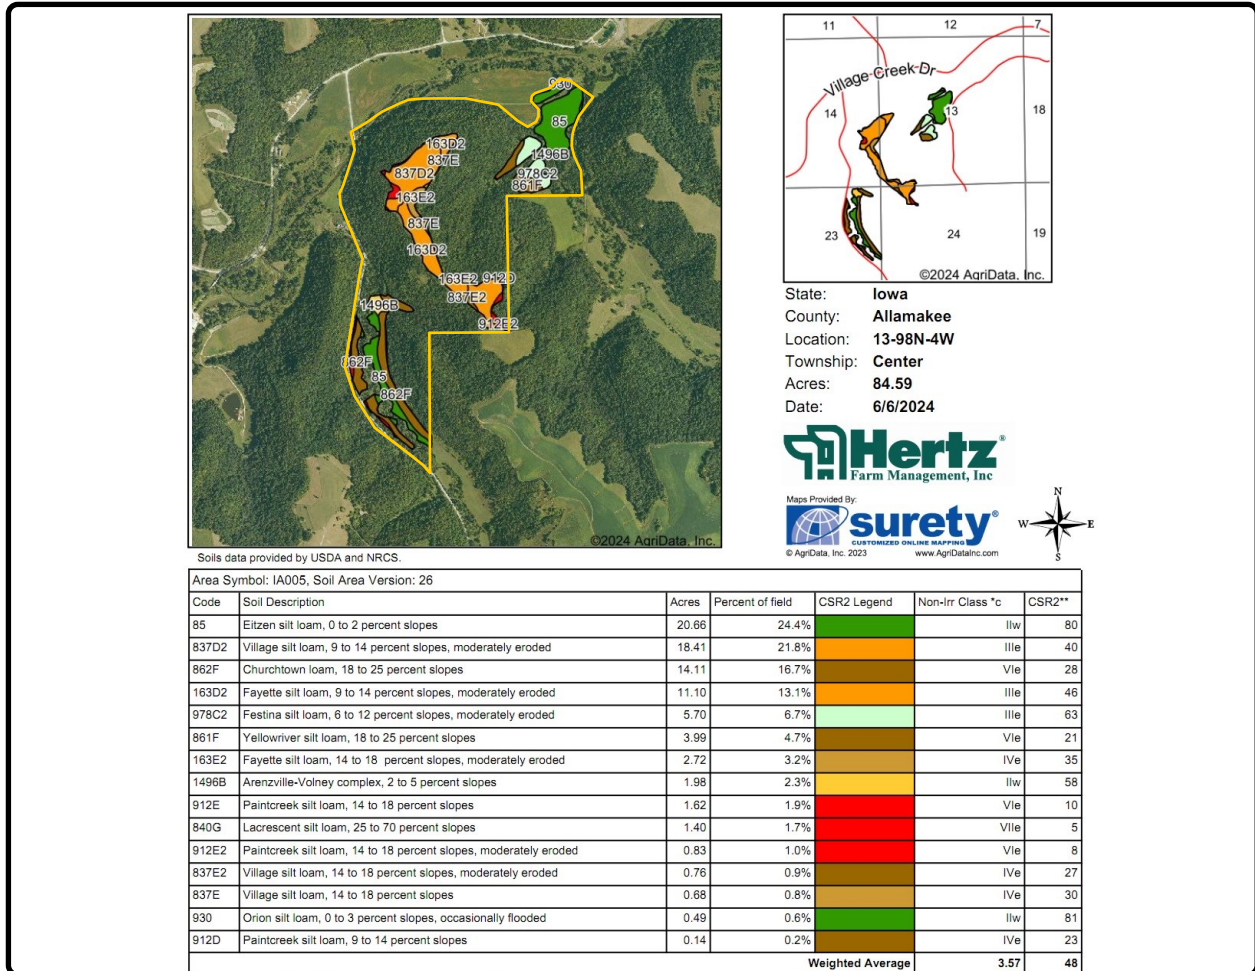 930
85
1496B
978C2
861F
163D2
837E
837D2
163E2
837E
163D2
163E2 912D
837E2
912E2
1496B
862F
85
862F
©2024 AgriData, Inc.
11 12 7
Village Creek Dr
14 13 18
23 24 19
©2024 AgriData, Inc.
State: Iowa
County: Allamakee
Location: 13-98N-4W
Township: Center
Acres: 84.59
Date: 6/6/2024
Hertz®
Farm Management, Inc
Maps Provided By:
surety®
CUSTOMIZED ONLINE MAPPING
© AgriData, Inc. 2023 www.AgriDataInc.com
N
W E
S
Soils data provided by USDA and NRCS.
Area Symbol: IA005, Soil Area Version: 26
Code Soil Description Acres Percent of field CSR2 Legend Non-Irr Class *c CSR2**
85 Eitzen silt loam, 0 to 2 percent slopes 20.66 24.4% IIw 80
837D2 Village silt loam, 9 to 14 percent slopes, moderately eroded 18.41 21.8% IIIe 40
862F Churchtown loam, 18 to 25 percent slopes 14.11 16.7% VIe 28
163D2 Fayette silt loam, 9 to 14 percent slopes, moderately eroded 11.10 13.1% IIIe 46
978C2 Festina silt loam, 6 to 12 percent slopes, moderately eroded 5.70 6.7% IIIe 63
861F Yellowriver silt loam, 18 to 25 percent slopes 3.99 4.7% VIe 21
163E2 Fayette silt loam, 14 to 18 percent slopes, moderately eroded 2.72 3.2% IVe 35
1496B Arenzville-Volney complex, 2 to 5 percent slopes 1.98 2.3% IIw 58
912E Paintcreek silt loam, 14 to 18 percent slopes 1.62 1.9% VIe 10
840G Lacrescent silt loam, 25 to 70 percent slopes 1.40 1.7% VIIe 5
912E2 Paintcreek silt loam, 14 to 18 percent slopes, moderately eroded 0.83 1.0% VIe 8
837E2 Village silt loam, 14 to 18 percent slopes, moderately eroded 0.76 0.9% IVe 27
837E Village silt loam, 14 to 18 percent slopes 0.68 0.8% IVe 30
930 Orion silt loam, 0 to 3 percent slopes, occasionally flooded 0.49 0.6% IIw 81
912D Paintcreek silt loam, 9 to 14 percent slopes 0.14 0.2% IVe 23
Weighted Average 3.57 48